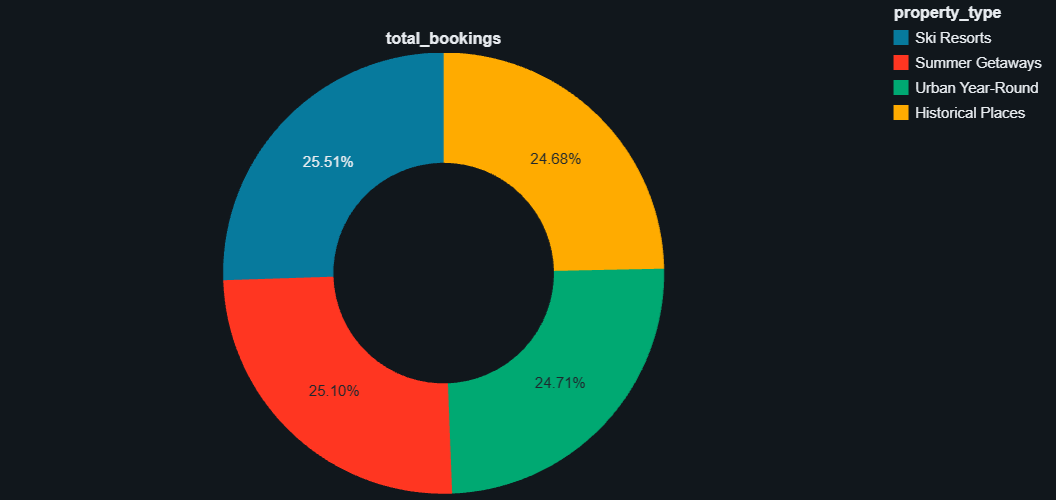 total_bookings
25.51%
24.68%
25.10%
24.71%
property_type
Ski Resorts
Summer Getaways
Urban Year-Round
Historical Places